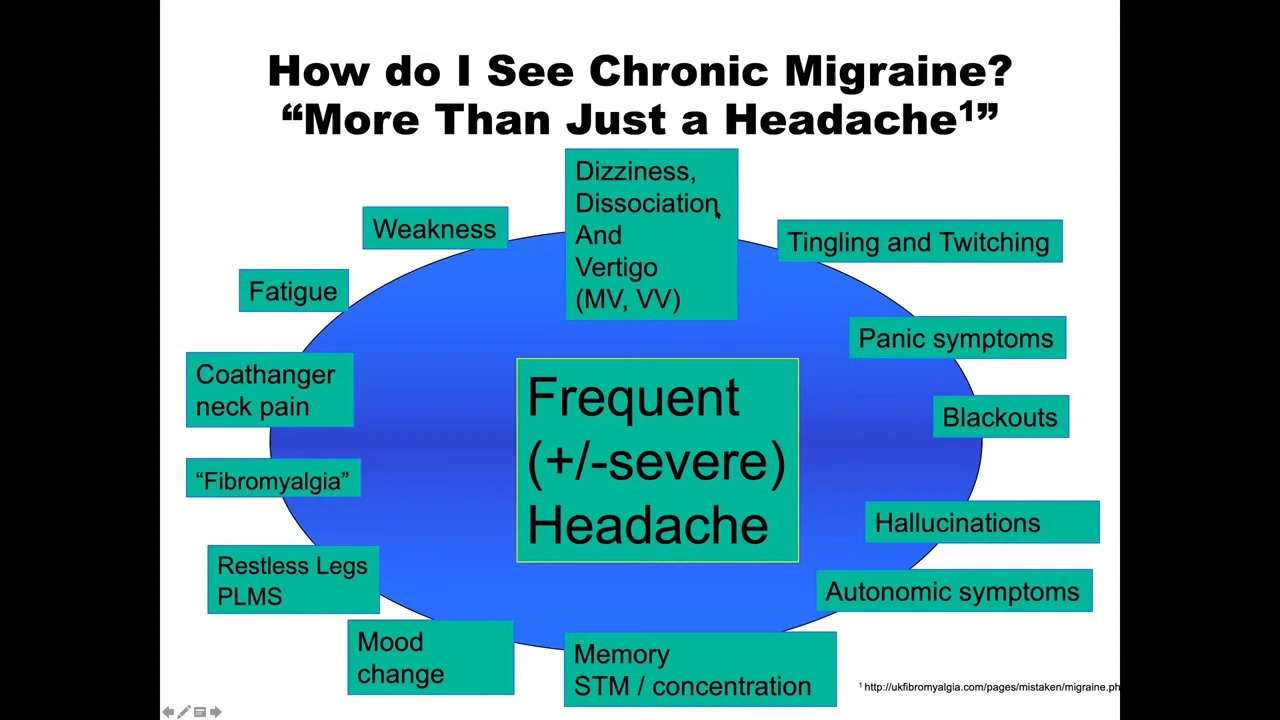 How do I See Chronic Migraine?
“More Than Just a Headache¹”
Dizziness,
Dissociation
And
Vertigo
(MV, VV)
Weakness
Tingling and Twitching
Fatigue
Panic symptoms
Coathanger
neck pain
Frequent
(+/-severe)
Headache
Blackouts
“Fibromyalgia”
Hallucinations
Restless Legs
PLMS
Autonomic symptoms
Mood
change
Memory
STM / concentration
¹ http://ukfibromyalgia.com/pages/mistaken/migraine.ph